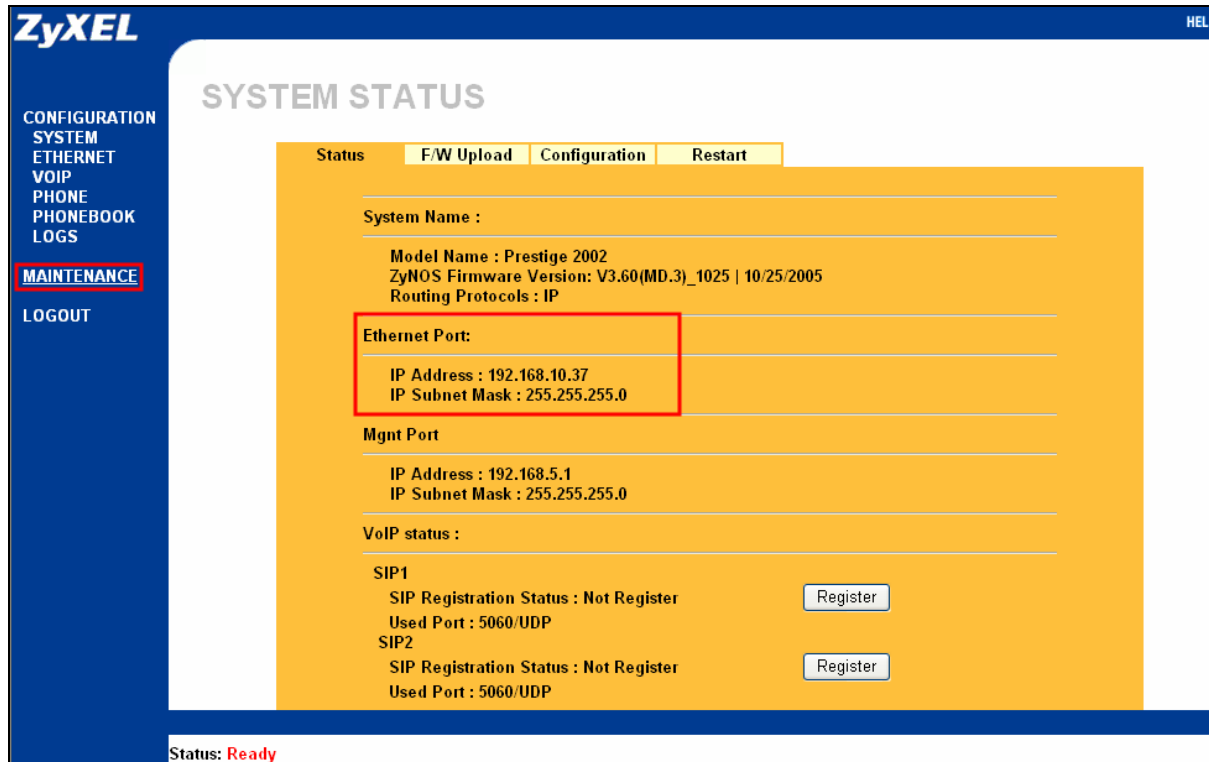 ZyXEL
HEL
CONFIGURATION
SYSTEM
ETHERNET
VOIP
PHONE
PHONEBOOK
LOGS
MAINTENANCE
LOGOUT
SYSTEM STATUS
Status F/W Upload Configuration Restart
System Name :
Model Name : Prestige 2002
ZyNOS Firmware Version: V3.60(MD.3)_1025 | 10/25/2005
Routing Protocols : IP
Ethernet Port:
IP Address : 192.168.10.37
IP Subnet Mask : 255.255.255.0
Mgnt Port
IP Address : 192.168.5.1
IP Subnet Mask : 255.255.255.0
VoIP status :
SIP1
SIP Registration Status : Not Register Register
Used Port : 5060/UDP
SIP2
SIP Registration Status : Not Register Register
Used Port : 5060/UDP
Status: Ready